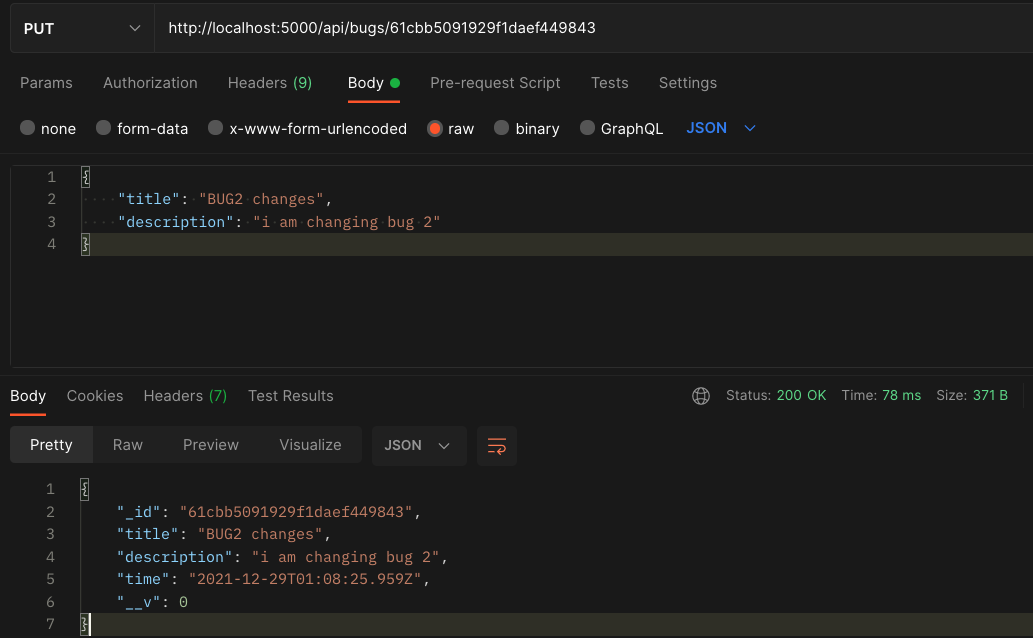 PUT http://localhost:5000/api/bugs/61cbb5091929f1daef449843
Params Authorization Headers (9) Body Pre-request Script Tests Settings
none form-data x-www-form-urlencoded raw binary GraphQL JSON
1 {
2 "title": "BUG2 changes",
3 "description": "i am changing bug 2"
4 }
Body Cookies Headers (7) Test Results Status: 200 OK Time: 78 ms Size: 371 B
Pretty Raw Preview Visualize JSON
1 {
2 "_id": "61cbb5091929f1daef449843",
3 "title": "BUG2 changes",
4 "description": "i am changing bug 2",
5 "time": "2021-12-29T01:08:25.959Z",
6 "__v": 0
7 }